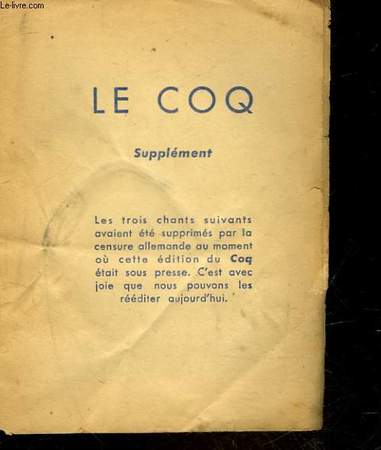 Le-livre.com
LE COQ
Supplément
Les trois chants suivants
avaient été supprimés par la
censure allemande au moment
où cette édition du Coq
était sous presse. C'est avec
joie que nous pouvons les
rééditer aujourd'hui.